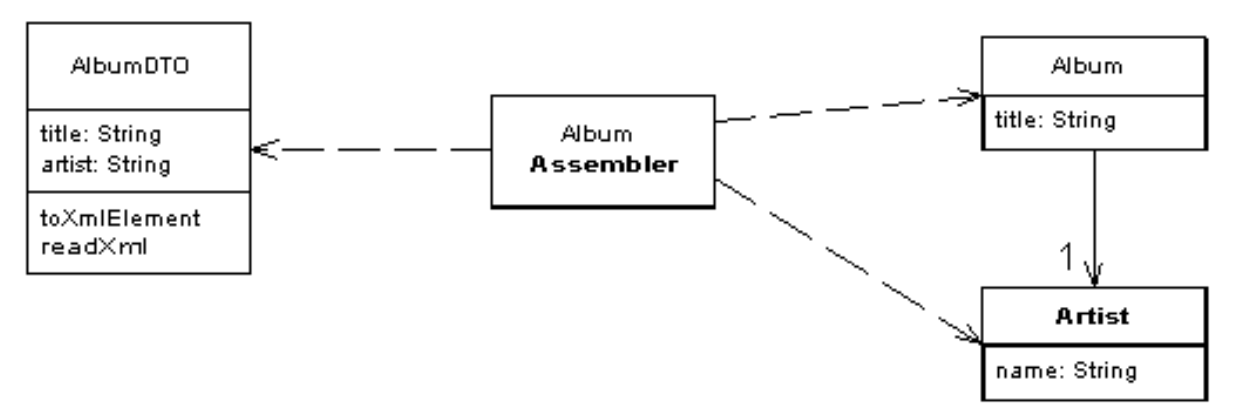 AlbumDTO
title: String
artist: String
toXmlElement
readXml
Album
Assembler
Album
title: String
1
Artist
name: String